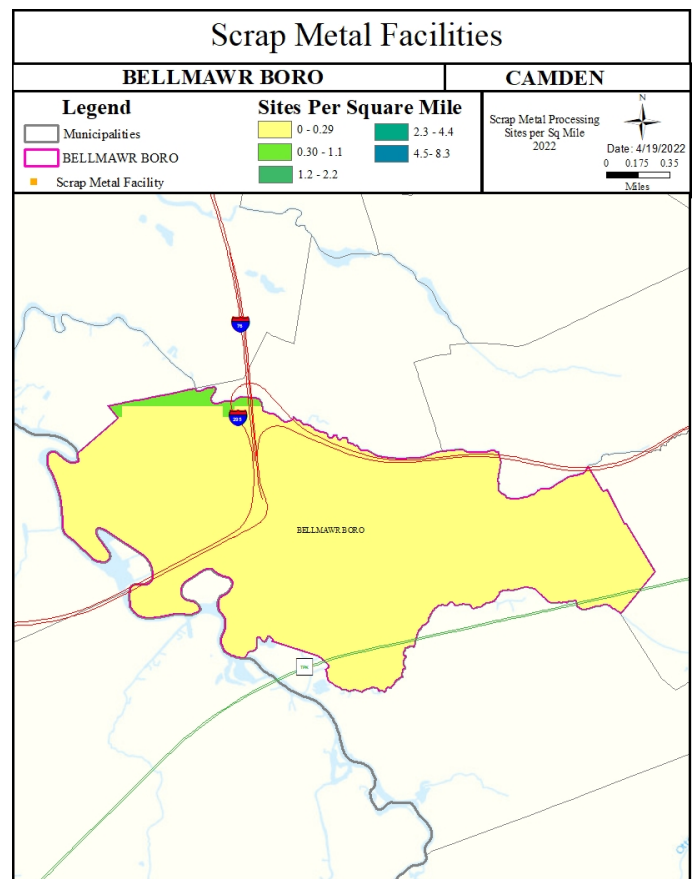 Scrap Metal Facilities
BELLMAWR BORO
CAMDEN
Legend
Municipalities
BELLMAWR BORO
Scrap Metal Facility
Sites Per Square Mile
0 - 0.29
0.30 - 1.1
1.2 - 2.2
2.3 - 4.4
4.5- 8.3
Scrap Metal Processing
Sites per Sq Mile
2022
N
Date: 4/19/2022
0 0.175 0.35
Miles
76
295
BELLMAWR BORO